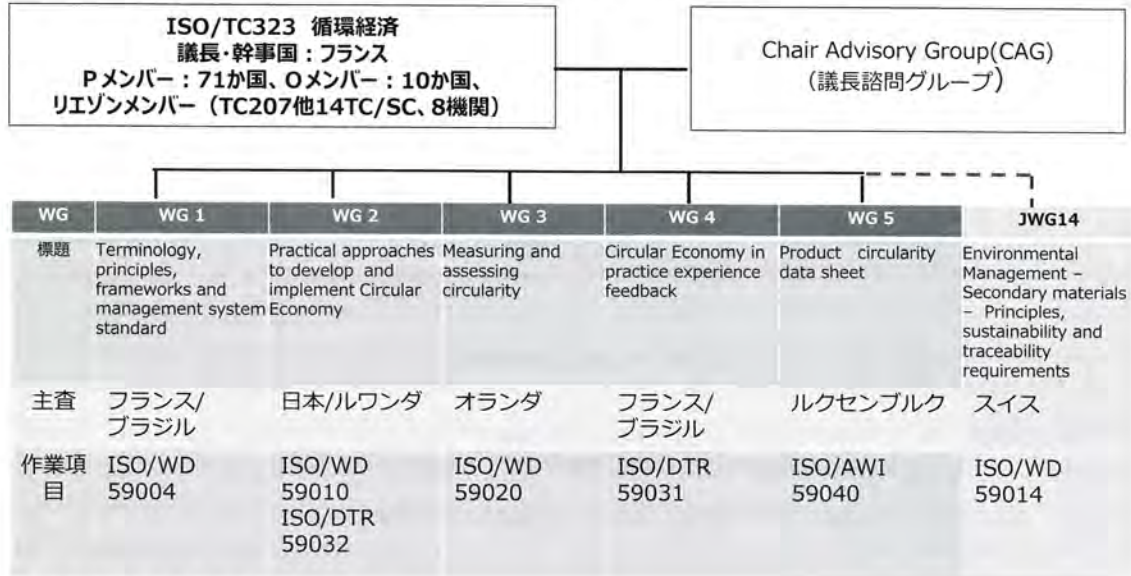 ISO/TC323 循環経済
議長・幹事国：フランス
Pメンバー：71か国、Oメンバー：10か国、
リエゾンメンバー（TC207他14TC/SC、8機関）
Chair Advisory Group(CAG)
（議長諮問グループ）
WG
WG 1
WG 2
WG 3
WG 4
WG 5
JWG14
標題
Terminology,
principles,
frameworks and
management system
standard
Practical approaches
to develop and
implement Circular
Economy
Measuring and
assessing
circularity
Circular Economy in
practice experience
feedback
Product circularity
data sheet
Environmental
Management –
Secondary materials
– Principles,
sustainability and
traceability
requirements
主査
フランス/
ブラジル
日本/ルワンダ
オランダ
フランス/
ブラジル
ルクセンブルク
スイス
作業項
目
ISO/WD
59004
ISO/WD
59010
ISO/DTR
59032
ISO/WD
59020
ISO/DTR
59031
ISO/AWI
59040
ISO/WD
59014